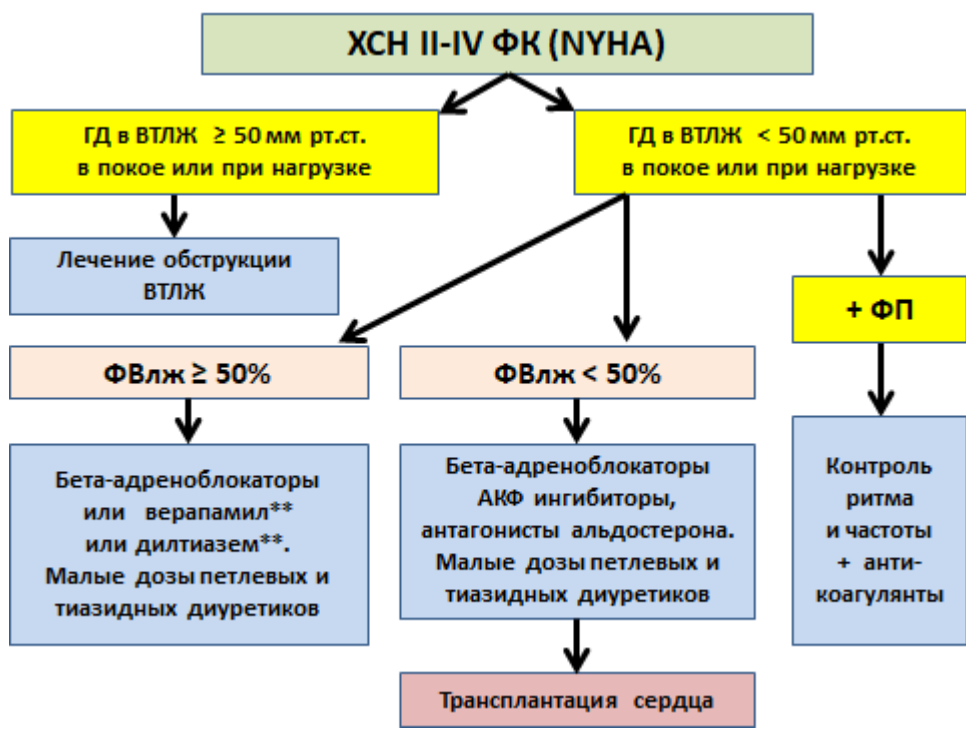 ХСН II-IV ФК (NYHA)
ГД в ВТЛЖ ≥ 50 мм рт.ст.
в покое или при нагрузке
ГД в ВТЛЖ < 50 мм рт.ст.
в покое или при нагрузке
Лечение обструкции
ВТЛЖ
+ ФП
ФВлж ≥ 50%
ФВлж < 50%
Бета-адреноблокаторы
или верапамил**
или дилтиазем**.
Малые дозы петлевых и
тиазидных диуретиков
Бета-адреноблокаторы
АКФ ингибиторы,
антагонисты альдостерона.
Малые дозы петлевых и
тиазидных диуретиков
Контроль
ритма
и частоты
+ анти-
коагулянты
Трансплантация сердца